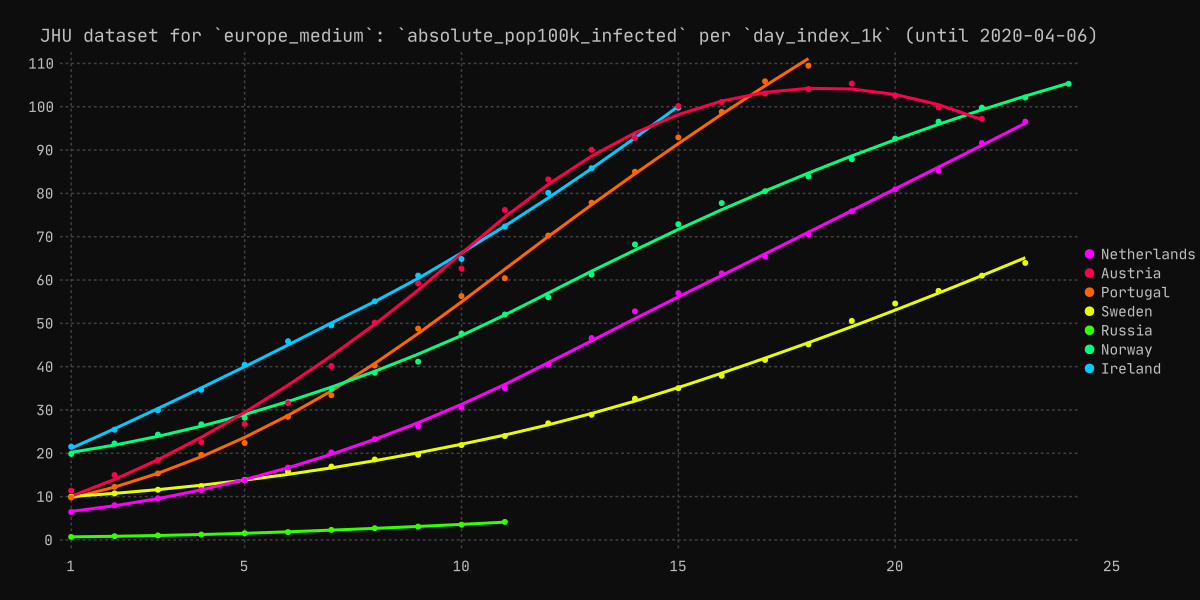 JHU dataset for `europe_medium`: `absolute_pop100k_infected` per `day_index_1k` (until 2020-04-06)
110
100
90
80
70
60
50
40
30
20
10
0
1 5 10 15 20 25
Netherlands
Austria
Portugal
Sweden
Russia
Norway
Ireland